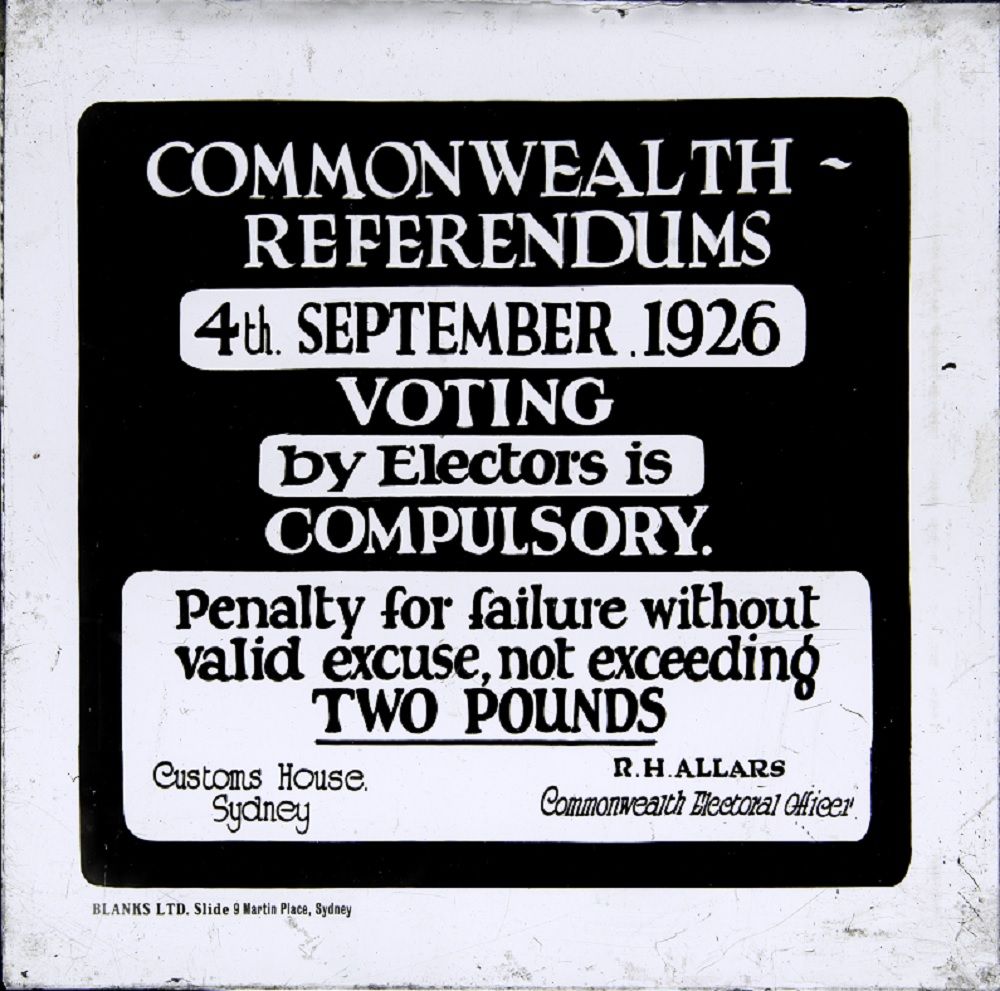 COMMONWEALTH ~
REFERENDUMS
4th. SEPTEMBER . 1926
VOTING
by Electors is
COMPULSORY.
Penalty for failure without
valid excuse, not exceeding
TWO POUNDS
Customs House.
Sydney
R.H. ALLARS
Commonwealth Electoral Officer.
BLANKS LTD. Slide 9 Martin Place, Sydney